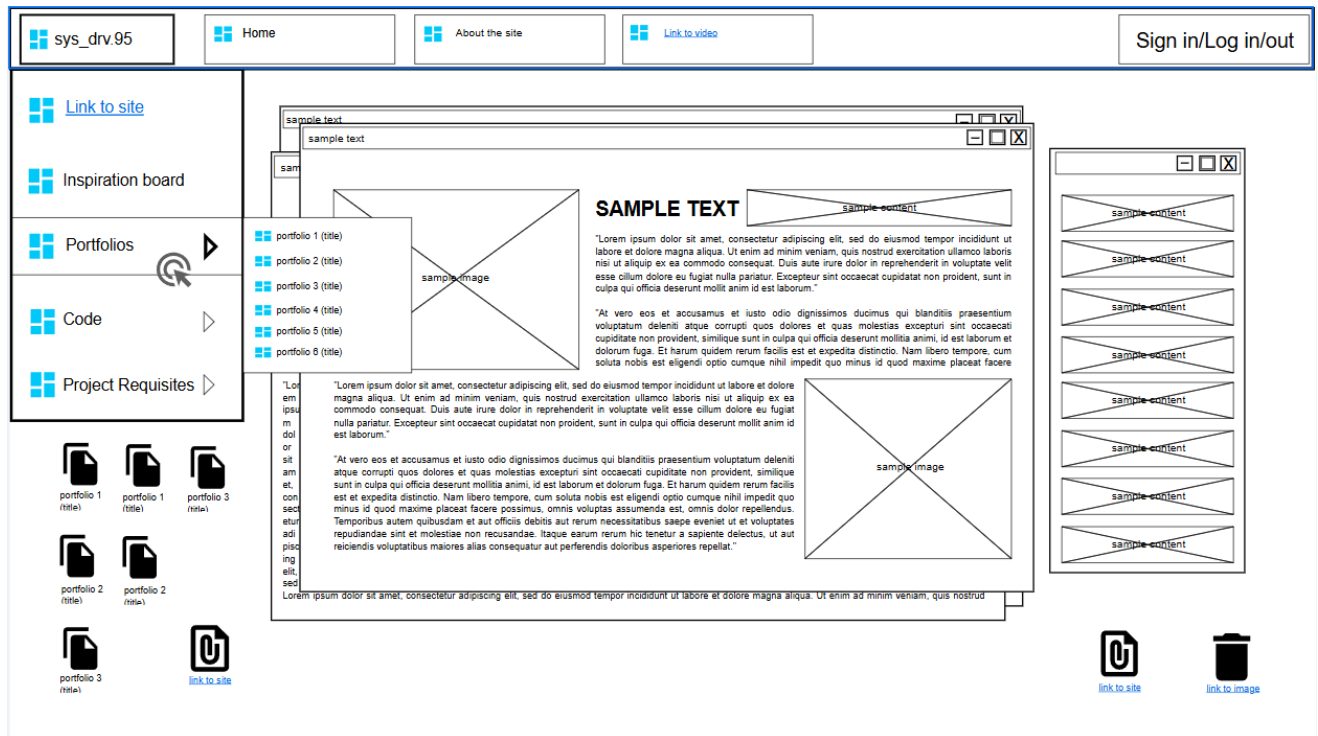 sys_drv.95
Home
About the site
Link to video
Sign in/Log in/out
Link to site
Inspiration board
Portfolios
Code
Project Requisites
portfolio 1 (title)
portfolio 2 (title)
portfolio 3 (title)
portfolio 4 (title)
portfolio 5 (title)
portfolio 6 (title)
sample text
sample text
sam
sample image
SAMPLE TEXT
sample content
"Lorem ipsum dolor sit amet, consectetur adipiscing elit, sed do eiusmod tempor incididunt ut
labore et dolore magna aliqua. Ut enim ad minim veniam, quis nostrud exercitation ullamco laboris
nisi ut aliquip ex ea commodo consequat. Duis aute irure dolor in reprehenderit in voluptate velit
esse cillum dolore eu fugiat nulla pariatur. Excepteur sint occaecat cupidatat non proident, sunt in
culpa qui officia deserunt mollit anim id est laborum."
"At vero eos et accusamus et iusto odio dignissimos ducimus qui blanditiis praesentium
voluptatum deleniti atque corrupti quos dolores et quas molestias excepturi sint occaecati
cupiditate non provident, similique sunt in culpa qui officia deserunt mollitia animi, id est laborum et
dolorum fuga. Et harum quidem rerum facilis est et expedita distinctio. Nam libero tempore, cum
soluta nobis est eligendi optio cumque nihil impedit quo minus id quod maxime placeat facere
"Lorem ipsum dolor sit amet, consectetur adipiscing elit, sed do eiusmod tempor incididunt ut labore et dolore
magna aliqua. Ut enim ad minim veniam, quis nostrud exercitation ullamco laboris nisi ut aliquip ex ea
commodo consequat. Duis aute irure dolor in reprehenderit in voluptate velit esse cillum dolore eu fugiat
nulla pariatur. Excepteur sint occaecat cupidatat non proident, sunt in culpa qui officia deserunt mollit anim id
est laborum."
"At vero eos et accusamus et iusto odio dignissimos ducimus qui blanditiis praesentium voluptatum deleniti
atque corrupti quos dolores et quas molestias excepturi sint occaecati cupiditate non provident, similique
sunt in culpa qui officia deserunt mollitia animi, id est laborum et dolorum fuga. Et harum quidem rerum facilis
est et expedita distinctio. Nam libero tempore, cum soluta nobis est eligendi optio cumque nihil impedit quo
minus id quod maxime placeat facere possimus, omnis voluptas assumenda est, omnis dolor repellendus.
Temporibus autem quibusdam et aut officiis debitis aut rerum necessitatibus saepe eveniet ut et voluptates
repudiandae sint et molestiae non recusandae. Itaque earum rerum hic tenetur a sapiente delectus, ut aut
reiciendis voluptatibus maiores alias consequatur aut perferendis doloribus asperiores repellat."
sample image
"Lor
em
ipsu
m
dol
or
sit
am
et,
con
sect
etur
adi
pisc
ing
elit,
sed
Lorem ipsum dolor sit amet, consectetur adipiscing elit, sed do eiusmod tempor incididunt ut labore et dolore magna aliqua. Ut enim ad minim veniam, quis nostrud
X
X
X
sample content
sample content
sample content
sample content
sample content
sample content
sample content
sample content
portfolio 1
(title)
portfolio 1
(title)
portfolio 3
(title)
portfolio 2
(title)
portfolio 2
(title)
portfolio 3
(title)
link to site
link to site
link to image